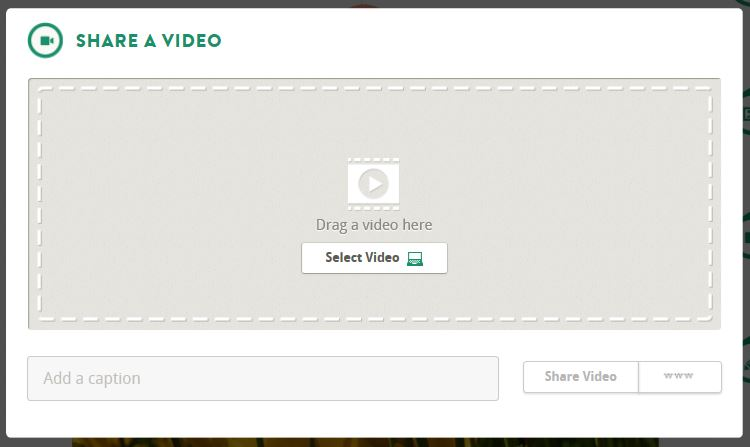 SHARE A VIDEO
Drag a video here
Select Video
Add a caption
Share Video
www